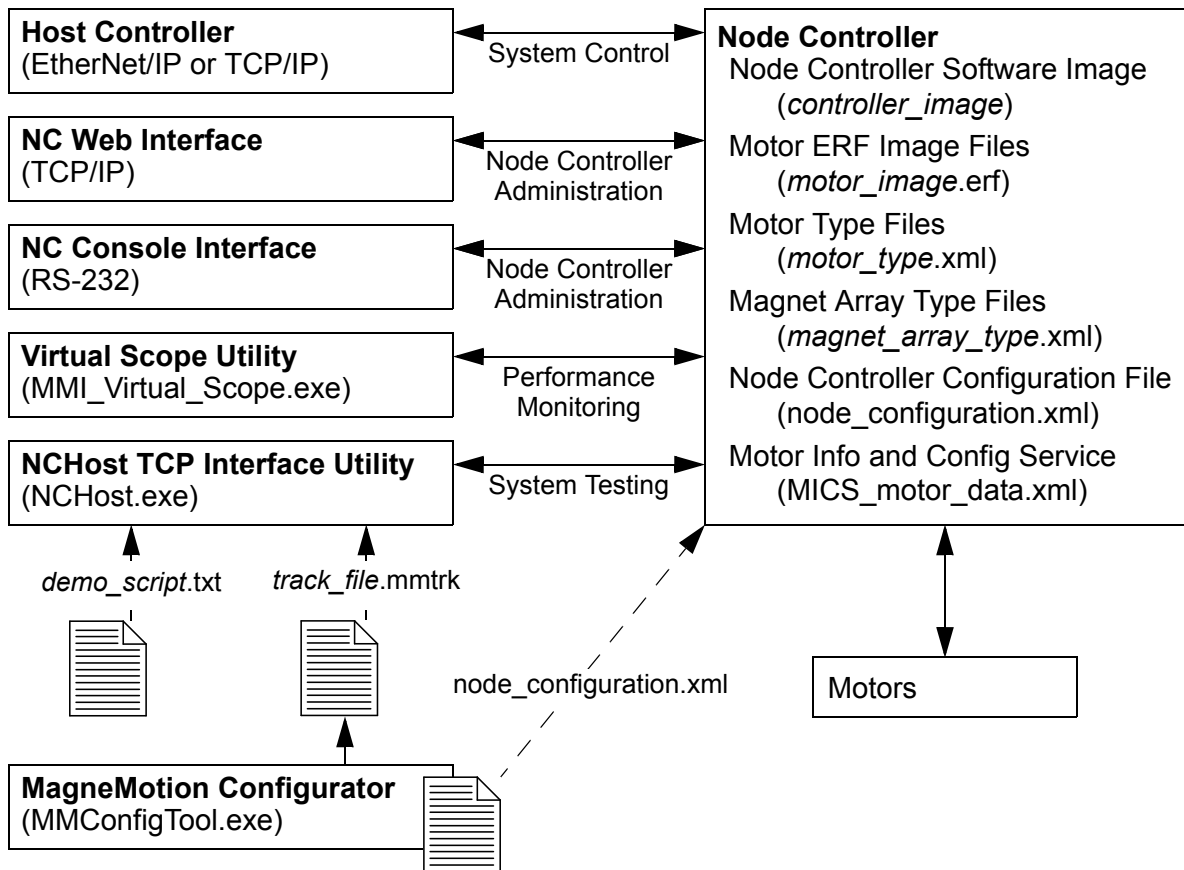 Host Controller
(EtherNet/IP or TCP/IP)
System Control
NC Web Interface
(TCP/IP)
Node Controller
Administration
NC Console Interface
(RS-232)
Node Controller
Administration
Virtual Scope Utility
(MMI_Virtual_Scope.exe)
Performance
Monitoring
NCHost TCP Interface Utility
(NCHost.exe)
System Testing
Node Controller
Node Controller Software Image
(controller_image)
Motor ERF Image Files
(motor_image.erf)
Motor Type Files
(motor_type.xml)
Magnet Array Type Files
(magnet_array_type.xml)
Node Controller Configuration File
(node_configuration.xml)
Motor Info and Config Service
(MICS_motor_data.xml)
demo_script.txt
track_file.mmtrk
node_configuration.xml
Motors
MagneMotion Configurator
(MMConfigTool.exe)